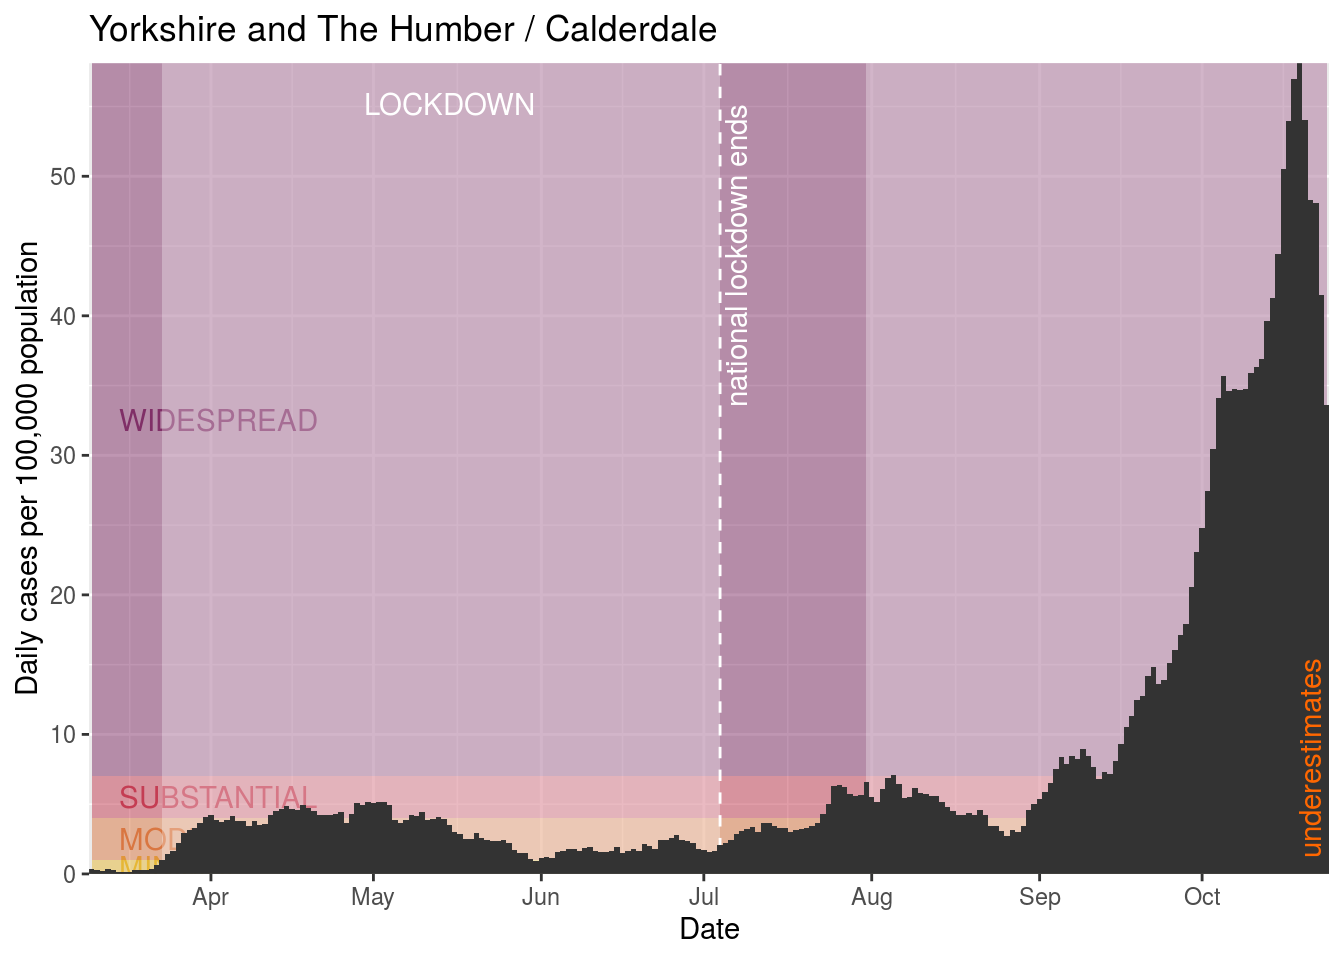 Yorkshire and The Humber / Calderdale
LOCKDOWN
national lockdown ends
WIDESPREAD
SUBSTANTIAL
underestimates
Daily cases per 100,000 population
50
40
30
20
10
0
Apr May Jun Jul Aug Sep Oct
Date